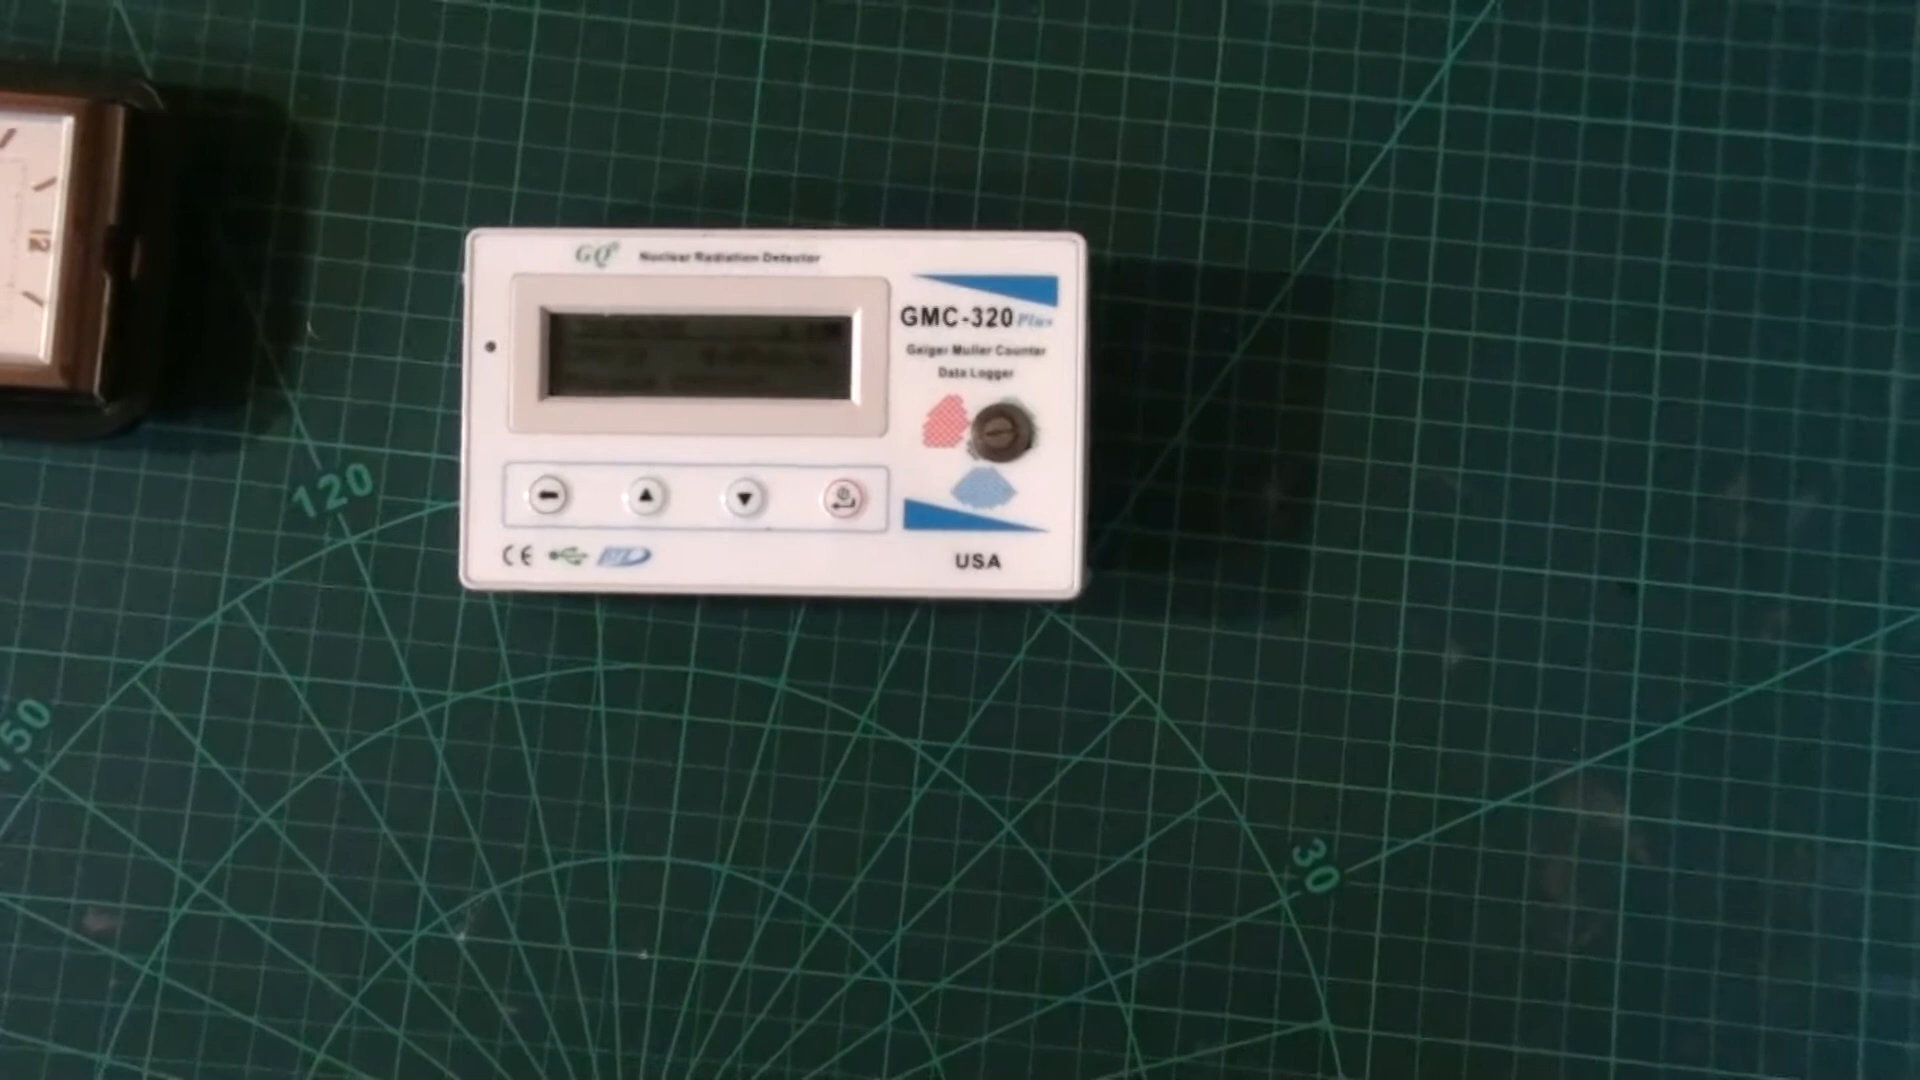 12
GQ®
Nuclear Radiation Detector
GMC-320 Plus
Geiger Muller Counter
Data Logger
CE
USA
120
150
30